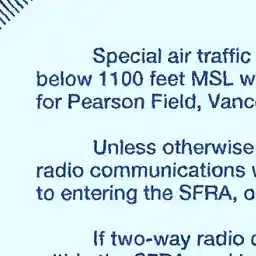 Special air traffic
below 1100 feet MSL w
for Pearson Field, Vanc
Unless otherwise
radio communications
to entering the SFRA, o
If two-way radio